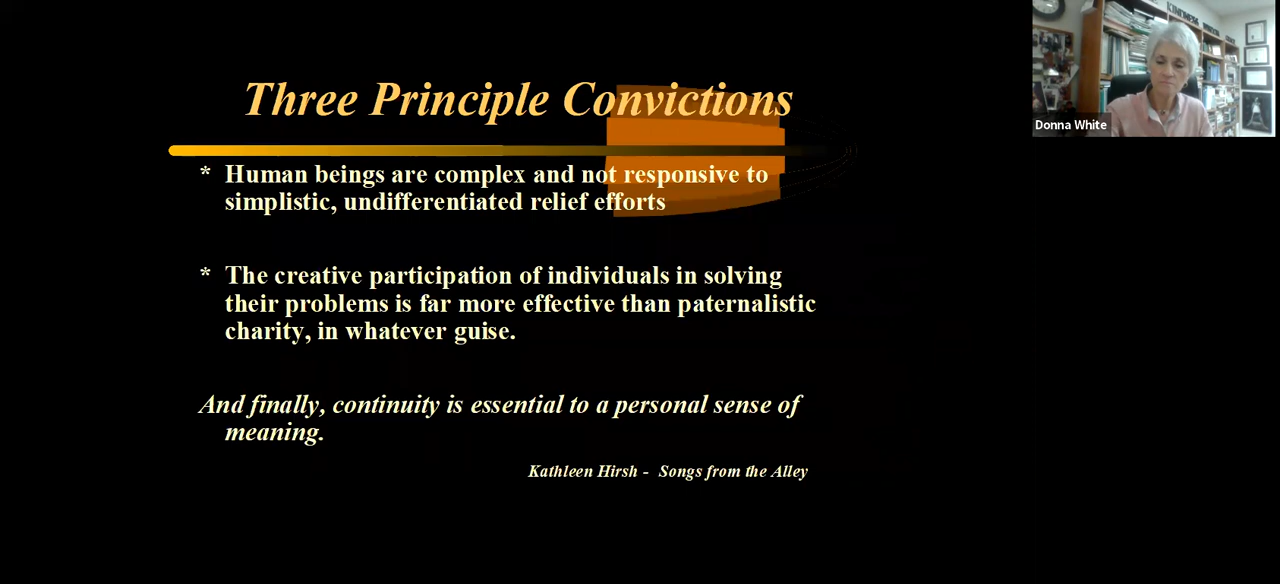 Three Principle Convictions
* Human beings are complex and not responsive to
simplistic, undifferentiated relief efforts
* The creative participation of individuals in solving
their problems is far more effective than paternalistic
charity, in whatever guise.
And finally, continuity is essential to a personal sense of
meaning.
Kathleen Hirsh - Songs from the Alley
KINDNESS
Donna White